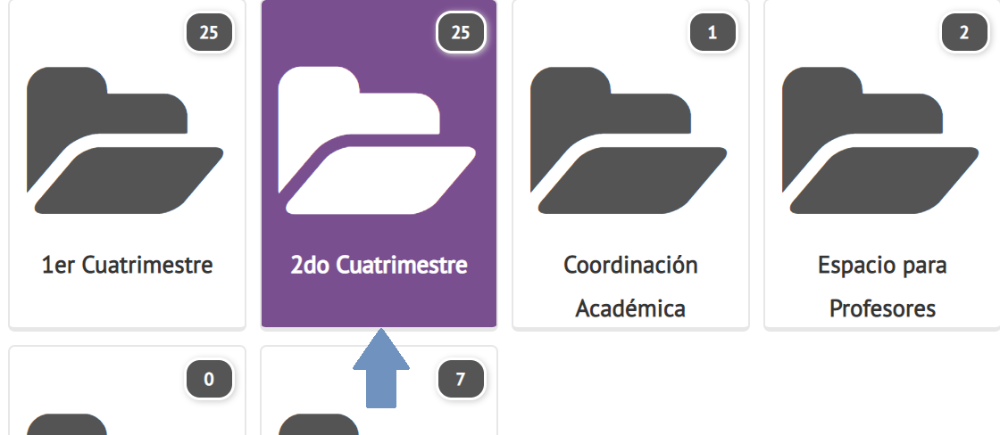 25
25
1
2
1er Cuatrimestre
2do Cuatrimestre
Coordinación
Académica
Espacio para
Profesores
0
7